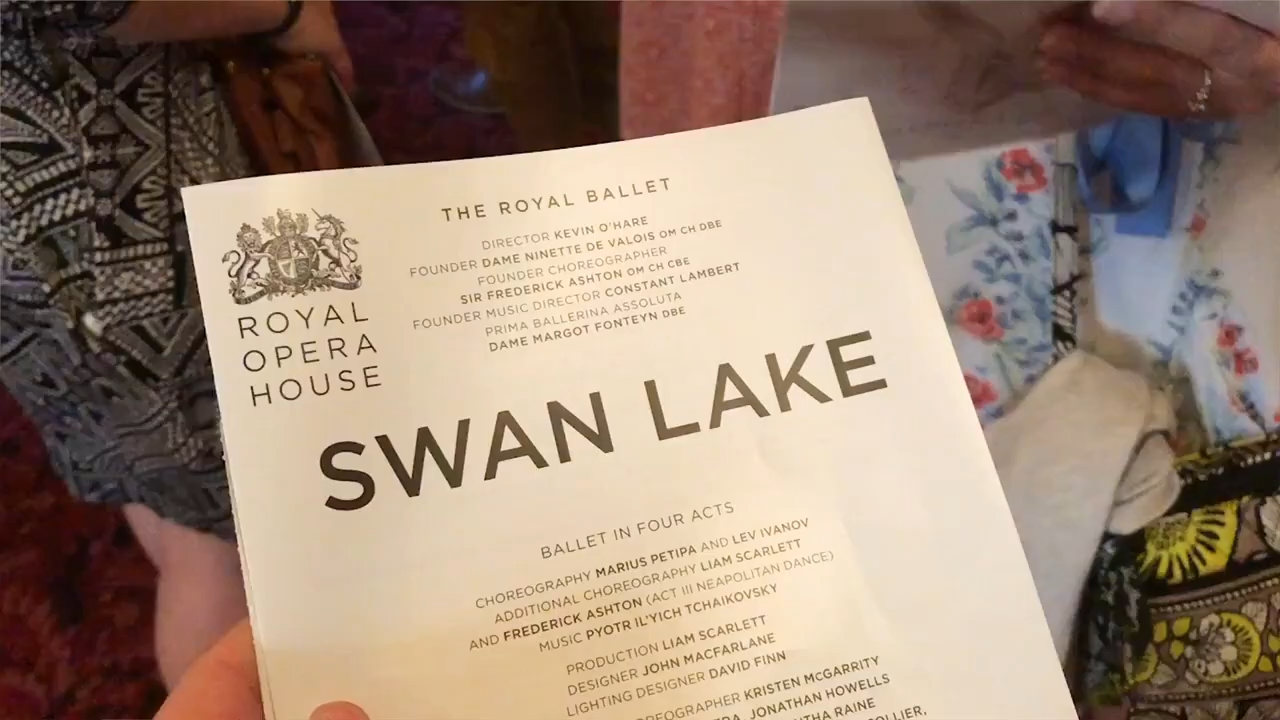 THE ROYAL BALLET
DIRECTOR KEVIN O'HARE
FOUNDER DAME NINETTE DE VALOIS OM CH DBE
FOUNDER CHOREOGRAPHER
SIR FREDERICK ASHTON OM CH CBE
FOUNDER MUSIC DIRECTOR CONSTANT LAMBERT
PRIMA BALLERINA ASSOLUTA
DAME MARGOT FONTEYN DBE
ROYAL
OPERA
HOUSE
SWAN LAKE
BALLET IN FOUR ACTS
CHOREOGRAPHY MARIUS PETIPA AND LEV IVANOV
ADDITIONAL CHOREOGRAPHY LIAM SCARLETT
AND FREDERICK ASHTON (ACT III NEAPOLITAN DANCE)
MUSIC PYOTR IL'YICH TCHAIKOVSKY
PRODUCTION LIAM SCARLETT
DESIGNER JOHN MACFARLANE
LIGHTING DESIGNER DAVID FINN
KRISTEN MCGARRITY
JONATHAN HOWELLS
RAINE